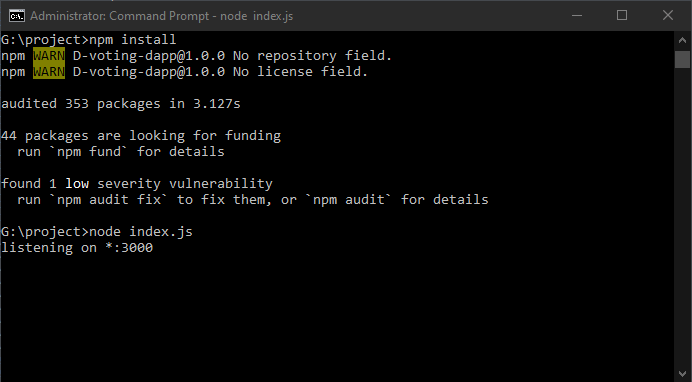 Administrator: Command Prompt - node index.js
G:\project>npm install
npm WARN D-voting-dapp@1.0.0 No repository field.
npm WARN D-voting-dapp@1.0.0 No license field.
audited 353 packages in 3.127s
44 packages are looking for funding
  run `npm fund` for details
found 1 low severity vulnerability
  run `npm audit fix` to fix them, or `npm audit` for details
G:\project>node index.js
listening on *:3000